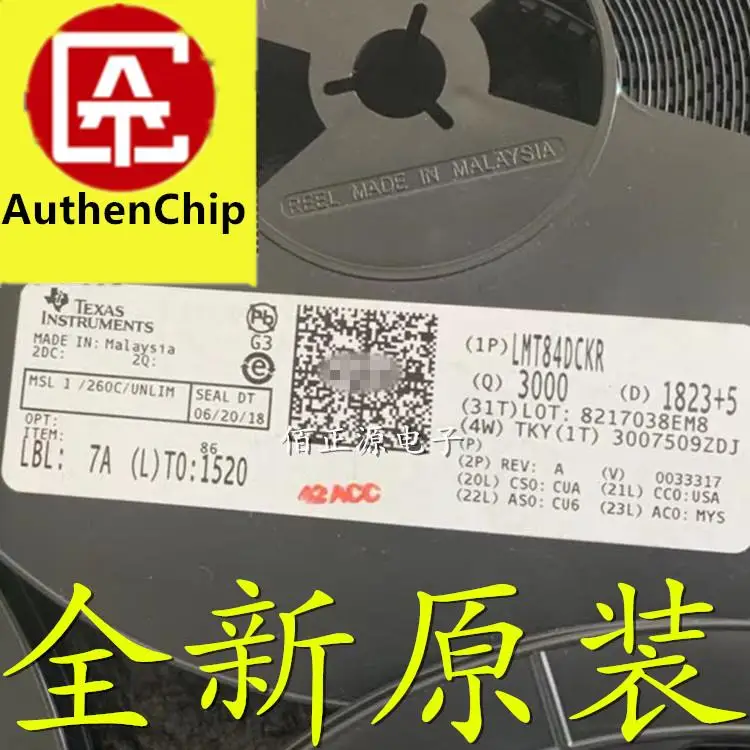 AuthenChip
REEL MADE IN MALAYSIA
TEXAS
INSTRUMENTS
MADE IN: Malaysia
2DC: 2Q:
MSL 1 /260C/UNLIM
SEAL DT
06/20/18
OPT:
ITEM:
86
LBL: 7A (L)TO:1520
Pb
G3
e
(1P) LMT84DCKR
(Q) 3000 (D) 1823+5
(31T)LOT: 8217038EM8
(4W) TKY(1T) 3007509ZDJ
(P)
(2P) REV: A (V) 0033317
(20L) CSO: CUA (21L) CCO:USA
(22L) ASO: CU6 (23L) ACO: MYS
佰正源电子
42ACC
全新原装